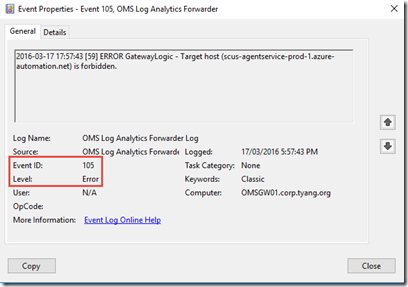 Event Properties - Event 105, OMS Log Analytics Forwarder
General Details
2016-03-17 17:57:43 [59] ERROR GatewayLogic - Target host (scus-agentservice-prod-1.azure-
automation.net) is forbidden.
Log Name: OMS Log Analytics Forwarder Log
Source: OMS Log Analytics Forwarde Logged: 17/03/2016 5:57:43 PM
Event ID: 105 Task Category: None
Level: Error Keywords: Classic
User: N/A Computer: OMSGW01.corp.tyang.org
OpCode:
More Information: Event Log Online Help
Copy Close